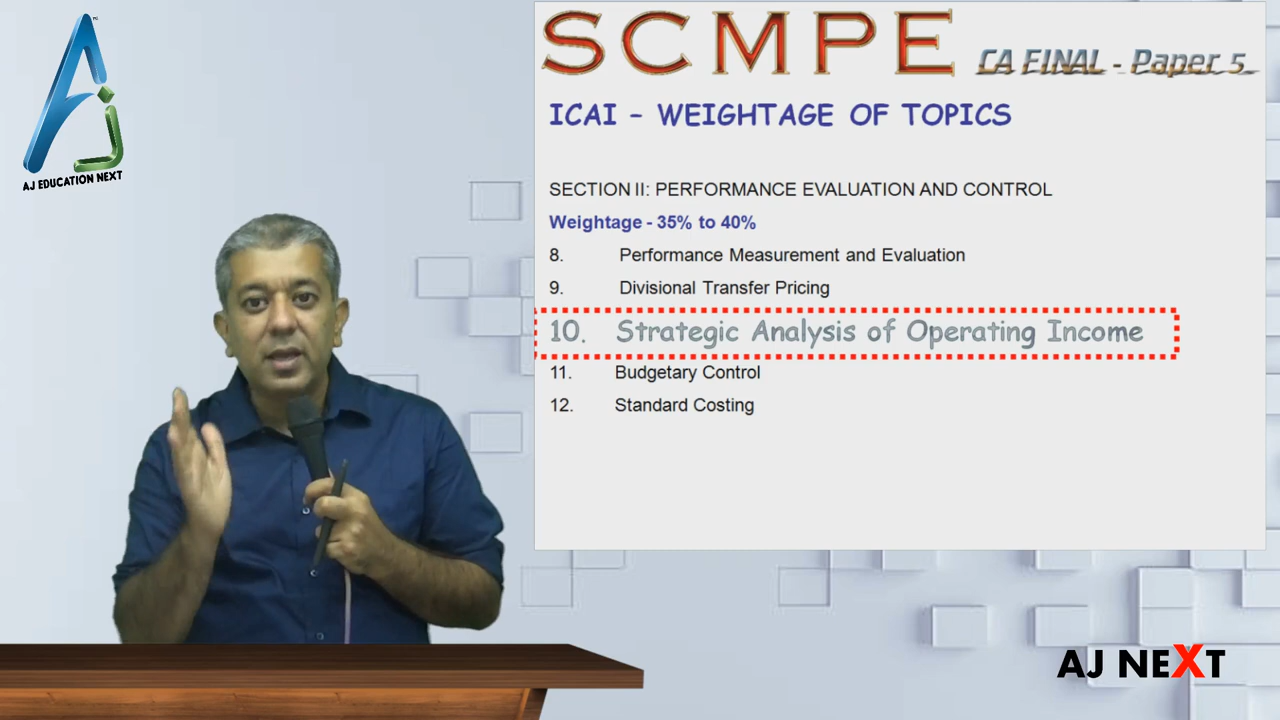 AJ EDUCATION NEXT
SCMPE CA FINAL - Paper 5
ICAI – WEIGHTAGE OF TOPICS
SECTION II: PERFORMANCE EVALUATION AND CONTROL
Weightage - 35% to 40%
8. Performance Measurement and Evaluation
9. Divisional Transfer Pricing
10. Strategic Analysis of Operating Income
11. Budgetary Control
12. Standard Costing
AJ NEXT